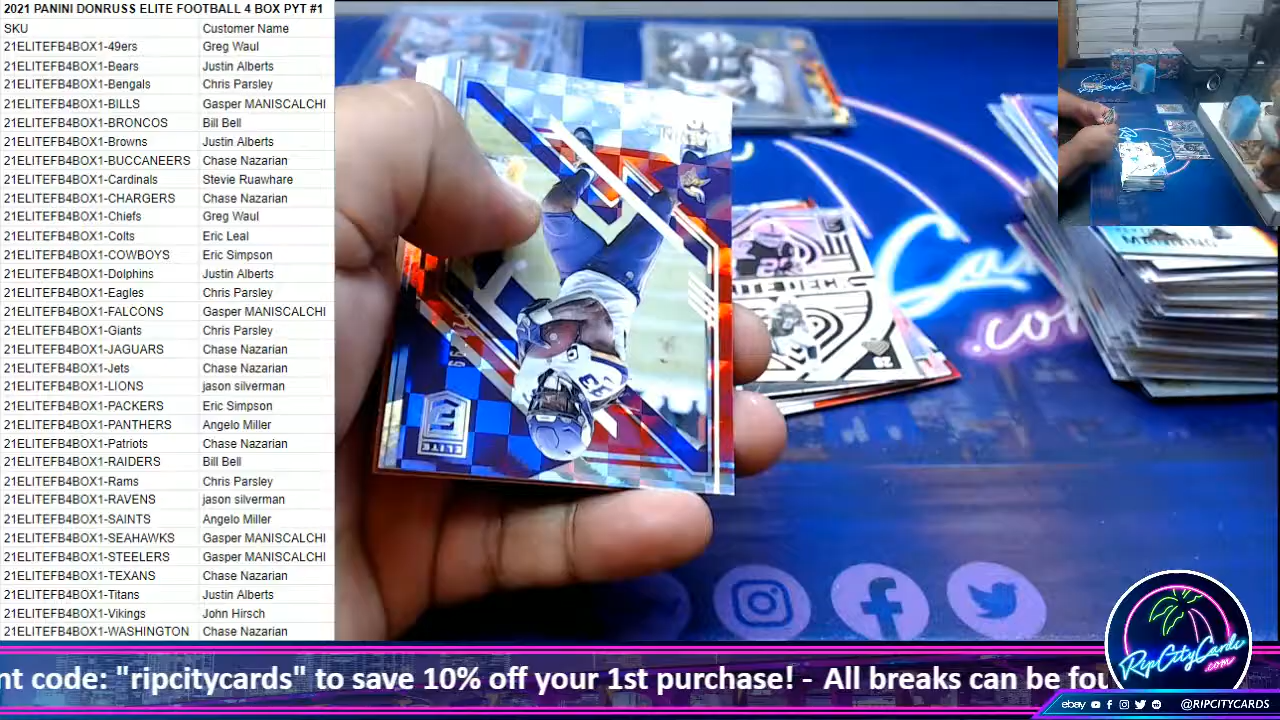 2021 PANINI DONRUSS ELITE FOOTBALL 4 BOX PYT #1
SKU Customer Name
21ELITEFB4BOX1-49ers Greg Waul
21ELITEFB4BOX1-Bears Justin Alberts
21ELITEFB4BOX1-Bengals Chris Parsley
21ELITEFB4BOX1-BILLS Gasper MANISCALCHI
21ELITEFB4BOX1-BRONCOS Bill Bell
21ELITEFB4BOX1-Browns Justin Alberts
21ELITEFB4BOX1-BUCCANEERS Chase Nazarian
21ELITEFB4BOX1-Cardinals Stevie Ruawhare
21ELITEFB4BOX1-CHARGERS Chase Nazarian
21ELITEFB4BOX1-Chiefs Greg Waul
21ELITEFB4BOX1-Colts Eric Leal
21ELITEFB4BOX1-COWBOYS Eric Simpson
21ELITEFB4BOX1-Dolphins Justin Alberts
21ELITEFB4BOX1-Eagles Chris Parsley
21ELITEFB4BOX1-FALCONS Gasper MANISCALCHI
21ELITEFB4BOX1-Giants Chris Parsley
21ELITEFB4BOX1-JAGUARS Chase Nazarian
21ELITEFB4BOX1-Jets Chase Nazarian
21ELITEFB4BOX1-LIONS jason silverman
21ELITEFB4BOX1-PACKERS Eric Simpson
21ELITEFB4BOX1-PANTHERS Angelo Miller
21ELITEFB4BOX1-Patriots Chase Nazarian
21ELITEFB4BOX1-RAIDERS Bill Bell
21ELITEFB4BOX1-Rams Chris Parsley
21ELITEFB4BOX1-RAVENS jason silverman
21ELITEFB4BOX1-SAINTS Angelo Miller
21ELITEFB4BOX1-SEAHAWKS Gasper MANISCALCHI
21ELITEFB4BOX1-STEELERS Gasper MANISCALCHI
21ELITEFB4BOX1-TEXANS Chase Nazarian
21ELITEFB4BOX1-Titans Justin Alberts
21ELITEFB4BOX1-Vikings John Hirsch
21ELITEFB4BOX1-WASHINGTON Chase Nazarian
MANNING
Ca
.co
DECK
28
33
ELITE
nt code: "ripcitycards" to save 10% off your 1st purchase! - All breaks can be fou
RipCityCards
.com
ebay @RIPCITYCARDS